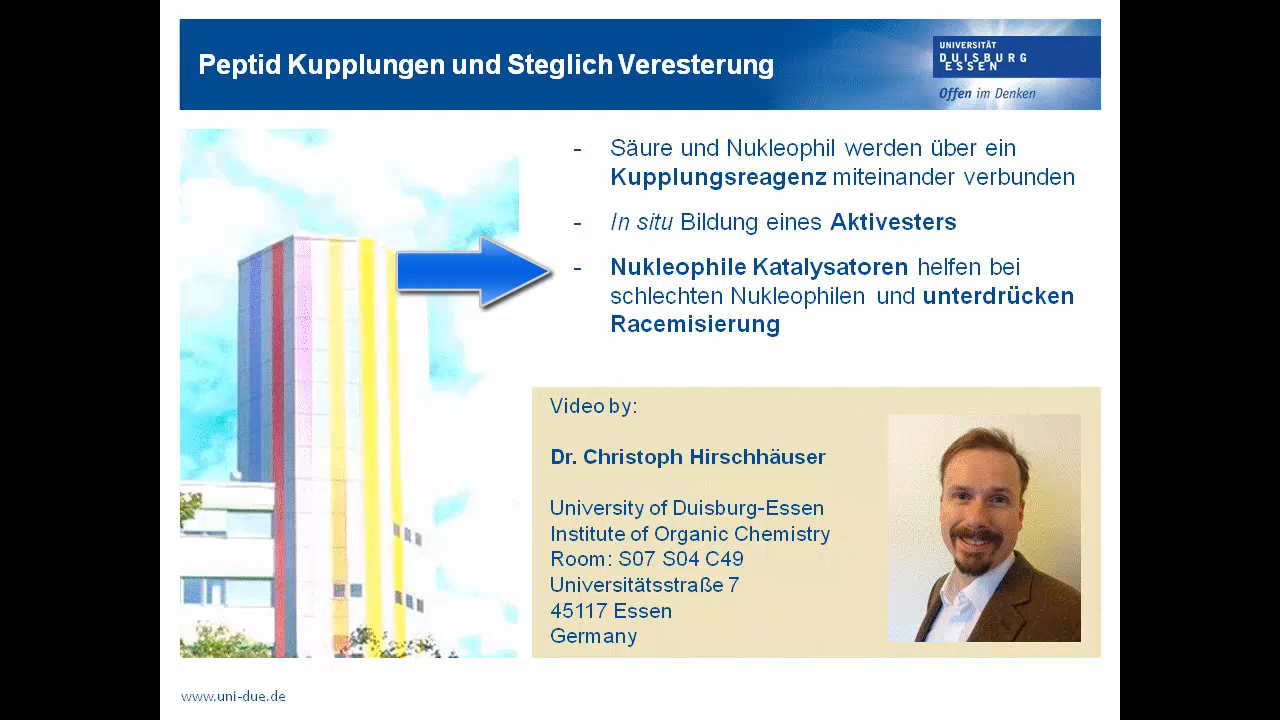 Peptid Kupplungen und Steglich Veresterung
UNIVERSITÄT
DUISBURG
ESSEN
Offen im Denken
- Säure und Nukleophil werden über ein
Kupplungsreagenz miteinander verbunden
- In situ Bildung eines Aktivesters
- Nukleophile Katalysatoren helfen bei
schlechten Nukleophilen und unterdrücken
Racemisierung
Video by:
Dr. Christoph Hirschhäuser
University of Duisburg-Essen
Institute of Organic Chemistry
Room: S07 S04 C49
Universitätsstraße 7
45117 Essen
Germany
www.uni-due.de